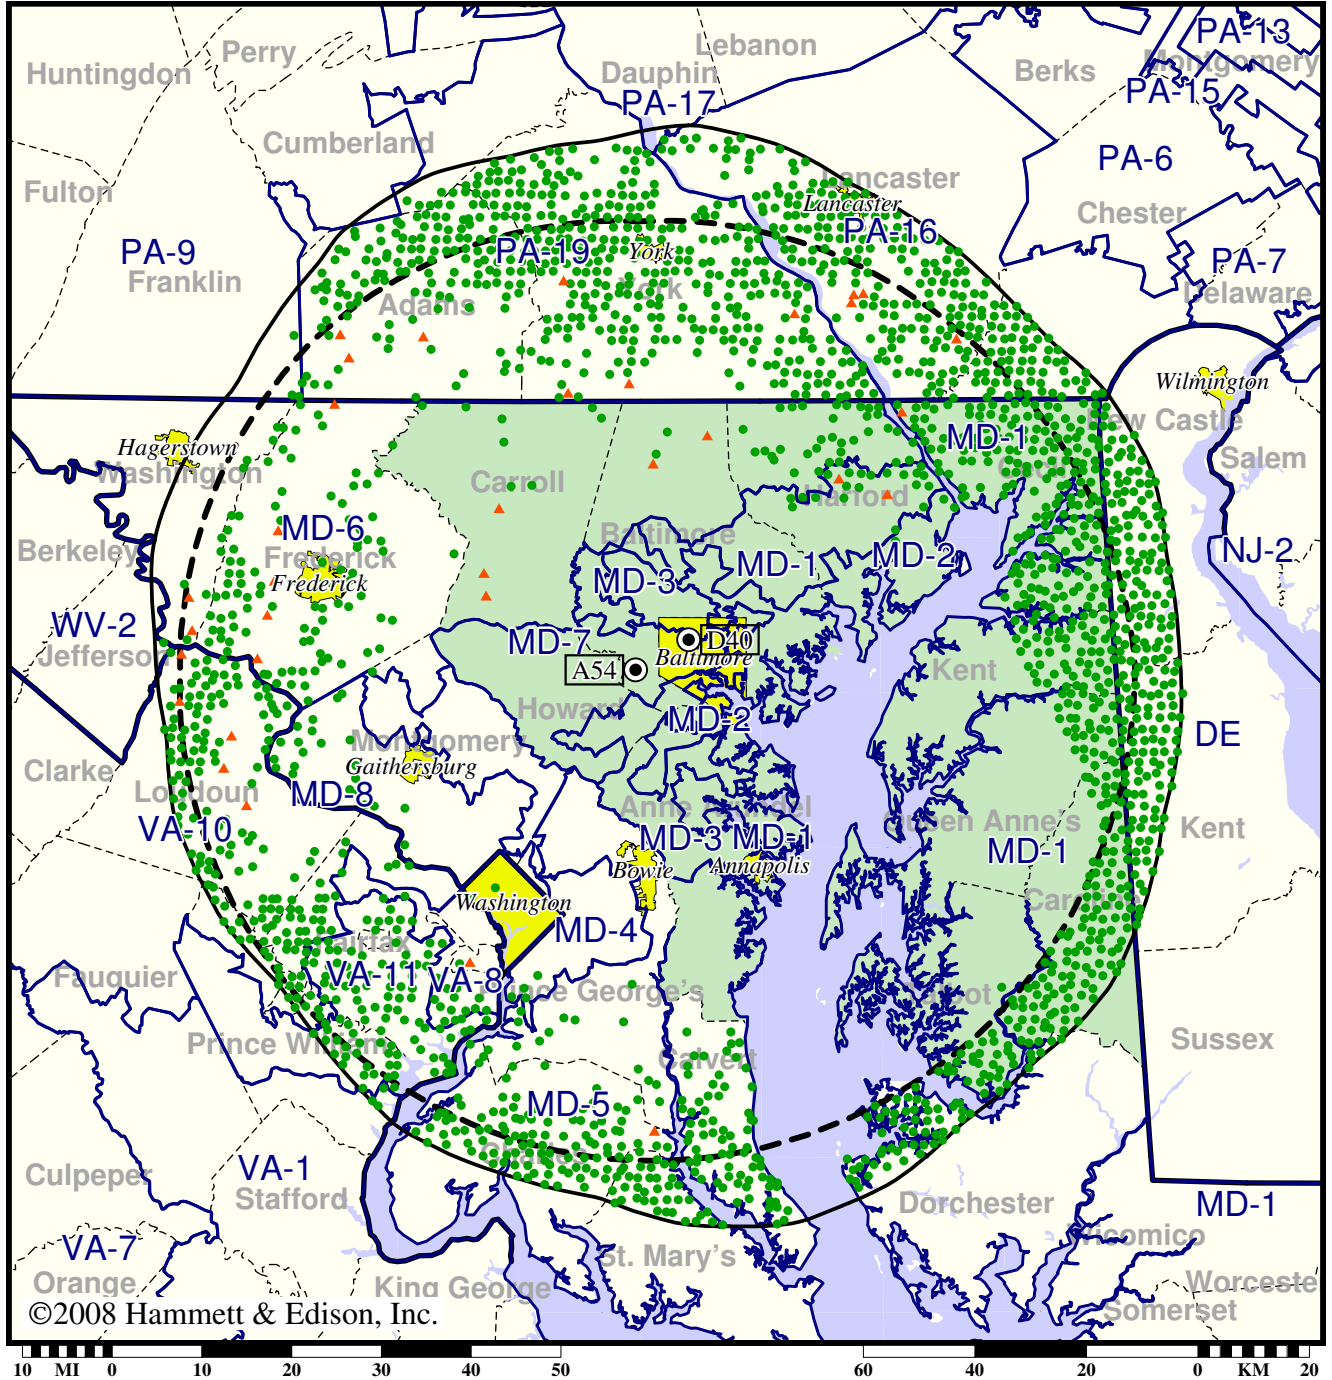 PA-13
Perry
Lebanon
Huntingdon
Dauphin
Berks
Montgomery
PA-17
PA-15
Cumberland
PA-6
Fulton
Lancaster
Lancaster
Chester
PA-9
PA-19
York
PA-16
Franklin
York
PA-7
Delaware
Adams
Wilmington
New Castle
Hagerstown
MD-1
Washington
Salem
Carroll
Cecil
Harford
MD-6
Baltimore
Berkeley
Frederick
Frederick
MD-3
MD-1
MD-2
NJ-2
WV-2
Jefferson
MD-7
D40
Baltimore
A54
Kent
Howard
MD-2
DE
Montgomery
Gaithersburg
Clarke
Loudoun
MD-8
VA-10
Anne Arundel
MD-3
MD-1
Queen Anne's
Kent
Bowie
Annapolis
MD-1
Washington
Caroline
MD-4
Fairfax
VA-11
VA-8
Fauquier
Prince George's
Talbot
Prince William
Calvert
Sussex
MD-5
Charles
Culpeper
VA-1
Stafford
Dorchester
MD-1
VA-7
St. Mary's
Wicomico
Orange
King George
Worceste
Somerset
©2008 Hammett & Edison, Inc.
10 MI 0 10 20 30 40 50 60 40 20 0 KM 20